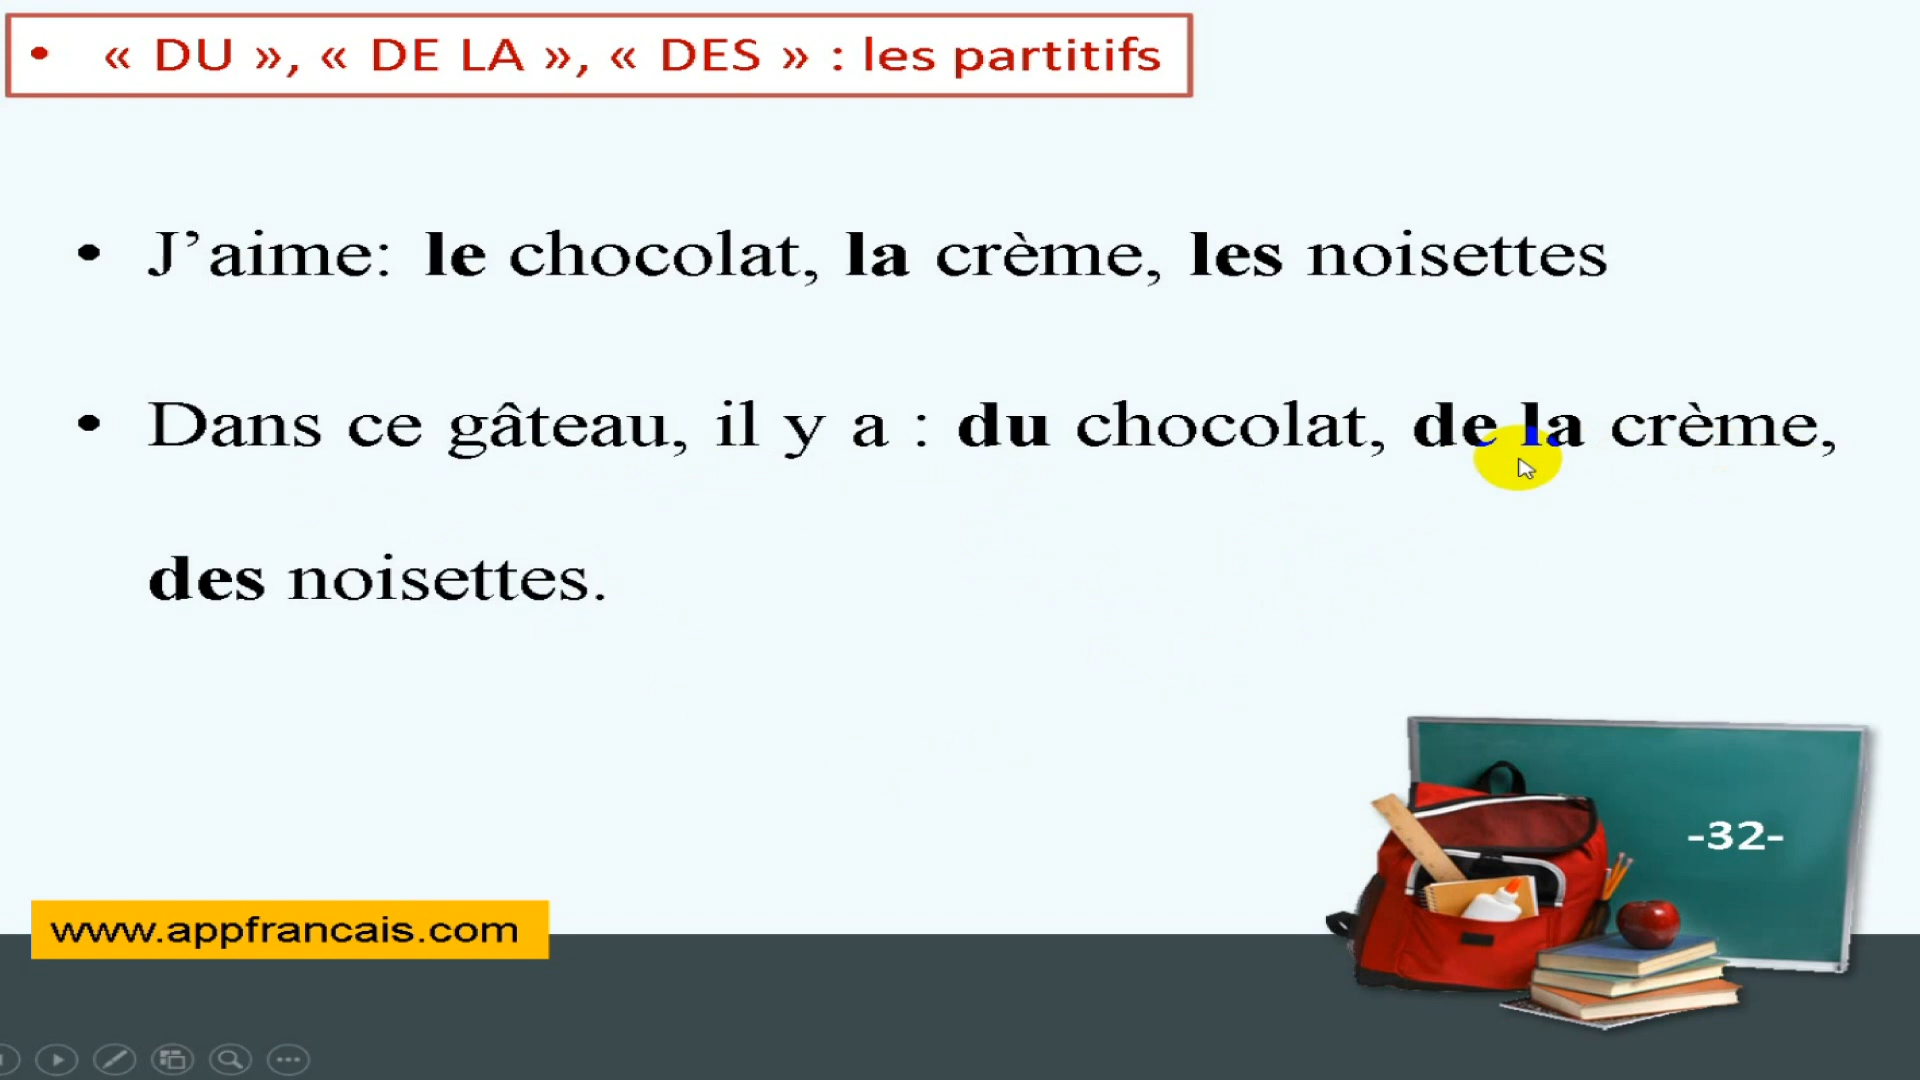 • « DU », « DE LA », « DES » : les partitifs
• J’aime: le chocolat, la crème, les noisettes
• Dans ce gâteau, il y a : du chocolat, de la crème,
des noisettes.
-32-
www.appfrancais.com